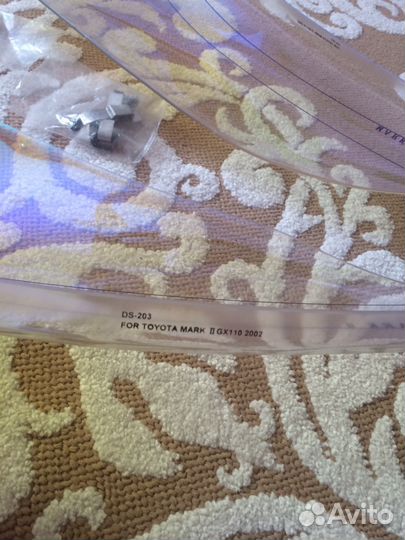 DS-203
FOR TOYOTA MARK II GX110 2002
Avito